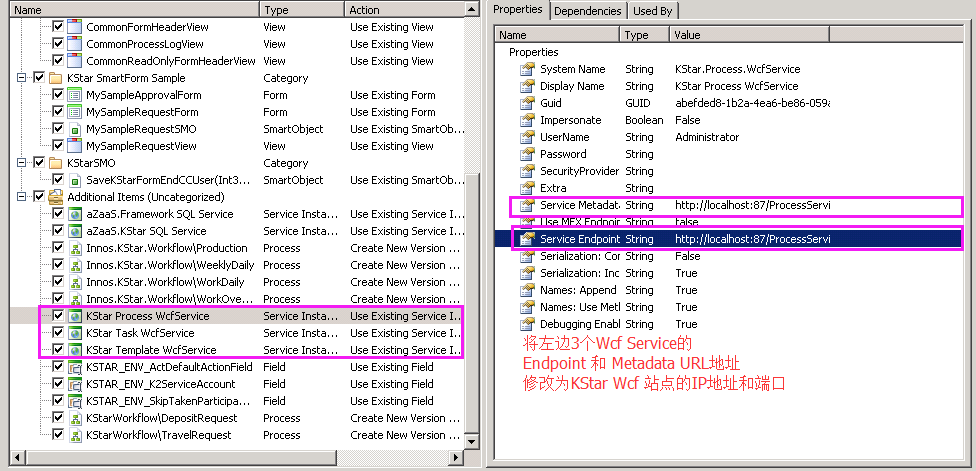 Name Type Action
CommonFormHeaderView View Use Existing View
CommonProcessLogView View Use Existing View
CommonReadOnlyFormHeaderView View Use Existing View
KStar SmartForm Sample Category
MySampleApprovalForm Form Use Existing Form
MySampleRequestForm Form Use Existing Form
MySampleRequestSMO SmartObject Use Existing SmartOb...
MySampleRequestView View Use Existing View
KStarSMO Category
SaveKStarFormEndCCUser(Int3... SmartObject Use Existing SmartOb...
Additional Items (Uncategorized)
aZaaS.Framework SQL Service Service Insta... Use Existing Service I...
aZaaS.KStar SQL Service Service Insta... Use Existing Service I...
Innos.KStar.Workflow\Production Process Create New Version ...
Innos.KStar.Workflow\WeeklyDaily Process Create New Version ...
Innos.KStar.Workflow\WorkDaily Process Create New Version ...
Innos.KStar.Workflow\WorkOve... Process Create New Version ...
KStar Process WcfService Service Insta... Use Existing Service I...
KStar Task WcfService Service Insta... Use Existing Service I...
KStar Template WcfService Service Insta... Use Existing Service I...
KSTAR_ENV_ActDefaultActionField Field Use Existing Field
KSTAR_ENV_K2ServiceAccount Field Use Existing Field
KSTAR_ENV_SkipTakenParticipa... Field Use Existing Field
KStarWorkflow\DepositRequest Process Create New Version ...
KStarWorkflow\TravelRequest Process Create New Version ...
Properties Dependencies Used By
Name Type Value
Properties
System Name String KStar.Process.WcfService
Display Name String KStar Process WcfService
Guid GUID abefded8-1b2a-4ea6-be86-059a
Impersonate Boolean False
UserName String Administrator
Password String
SecurityProvider String
Extra String
Service Metadat. String http://localhost:87/ProcessServi
Use MEX Endpoir String false
Service Endpoint String http://localhost:87/ProcessServi
Serialization: Cor String False
Serialization: Inc String True
Names: Append String True
Names: Use Metl String True
Debugging Enabl String True
将左边3个Wcf Service的
Endpoint 和 Metadata URL地址
修改为KStar Wcf 站点的IP地址和端口